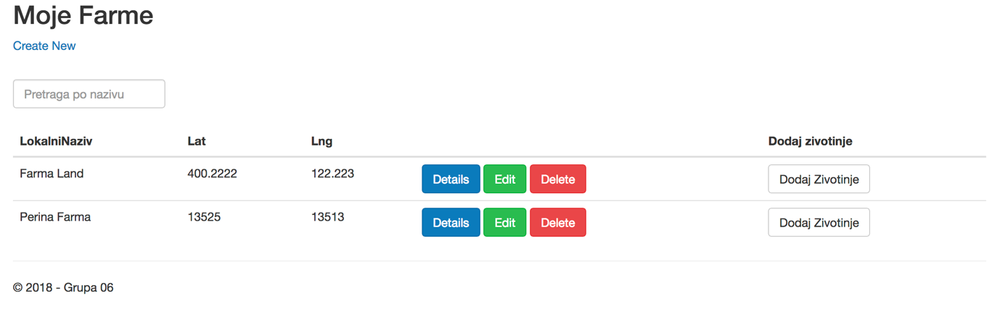 Moje Farme
Create New
Pretraga po nazivu
LokalniNaziv Lat Lng Dodaj zivotinje
Farma Land 400.2222 122.223 Details Edit Delete Dodaj Zivotinje
Perina Farma 13525 13513 Details Edit Delete Dodaj Zivotinje
© 2018 - Grupa 06